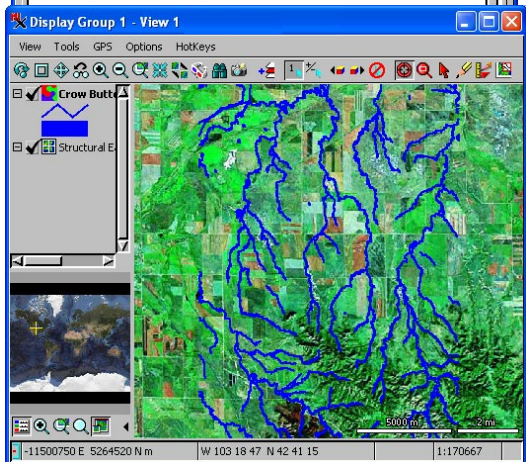 Display Group 1 - View 1
View Tools GPS Options HotKeys
1
Crow Butte
Structural E
5000 m 2 mi
-11500750 E 5264520 N m W 103 18 47 N 42 41 15 1:170667